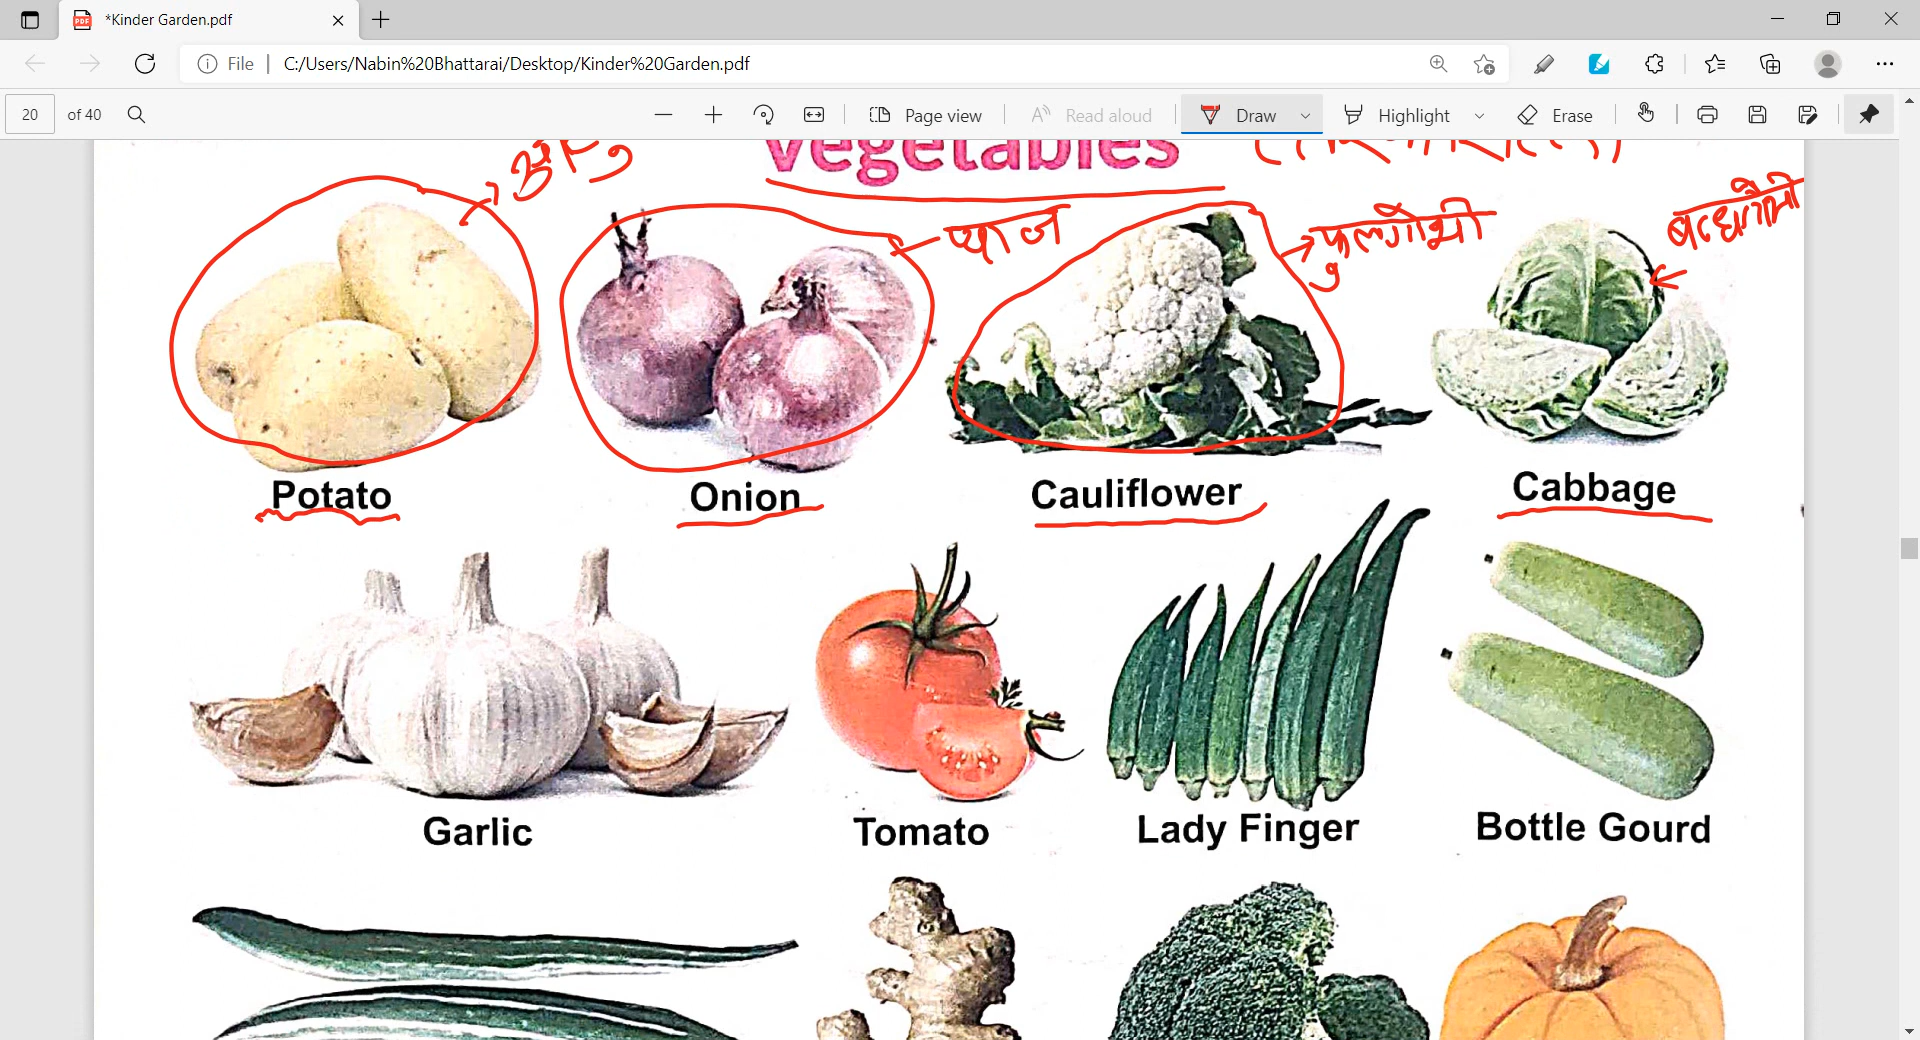 *Kinder Garden.pdf
File C:/Users/Nabin%20Bhattarai/Desktop/Kinder%20Garden.pdf
20 of 40 Page view Read aloud Draw Highlight Erase
Vegetables
प्याज
फुलगोभी
बन्धागोभी
Potato Onion Cauliflower Cabbage
Garlic Tomato Lady Finger Bottle Gourd